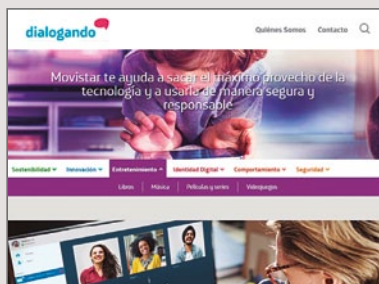 dialogando
Quiénes Somos Contacto
Movistar te ayuda a sacar el máximo provecho de la
tecnología y a usarla de manera segura y
responsable
Sostenibilidad Innovación Entretenimiento Identidad Digital Comportamiento Seguridad
Libros Música Películas y series Videojuegos